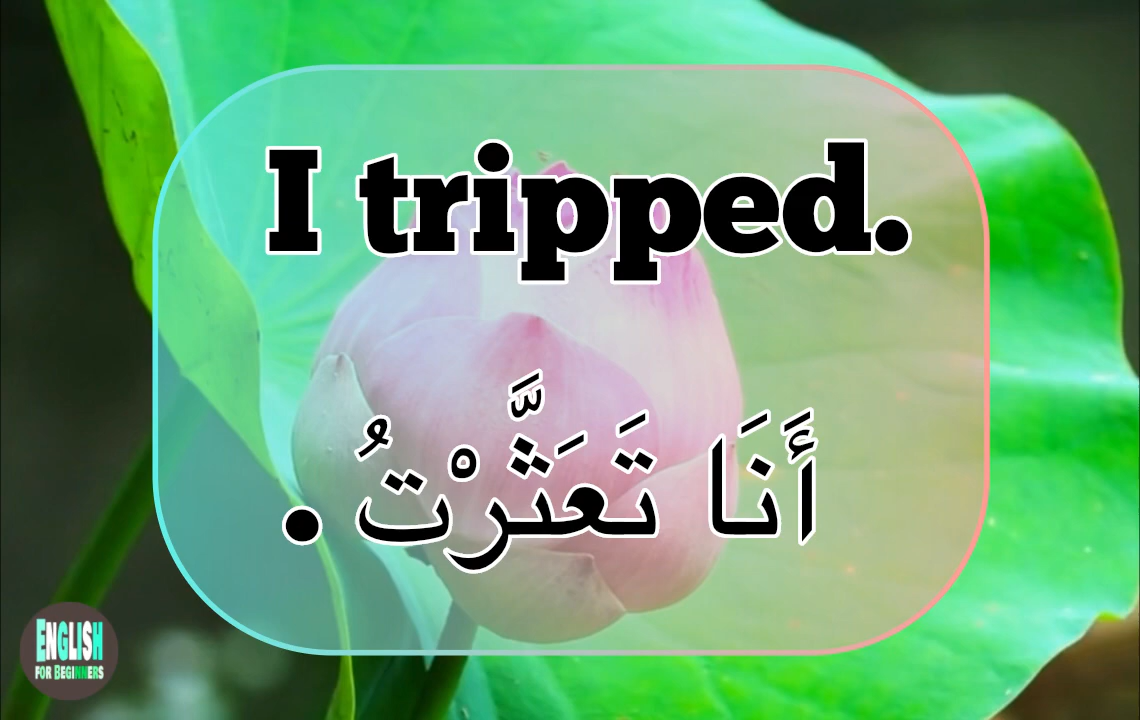 I tripped.
أَنَا تَعَثَّرْتُ .
ENGLISH
FOR BEGINNERS